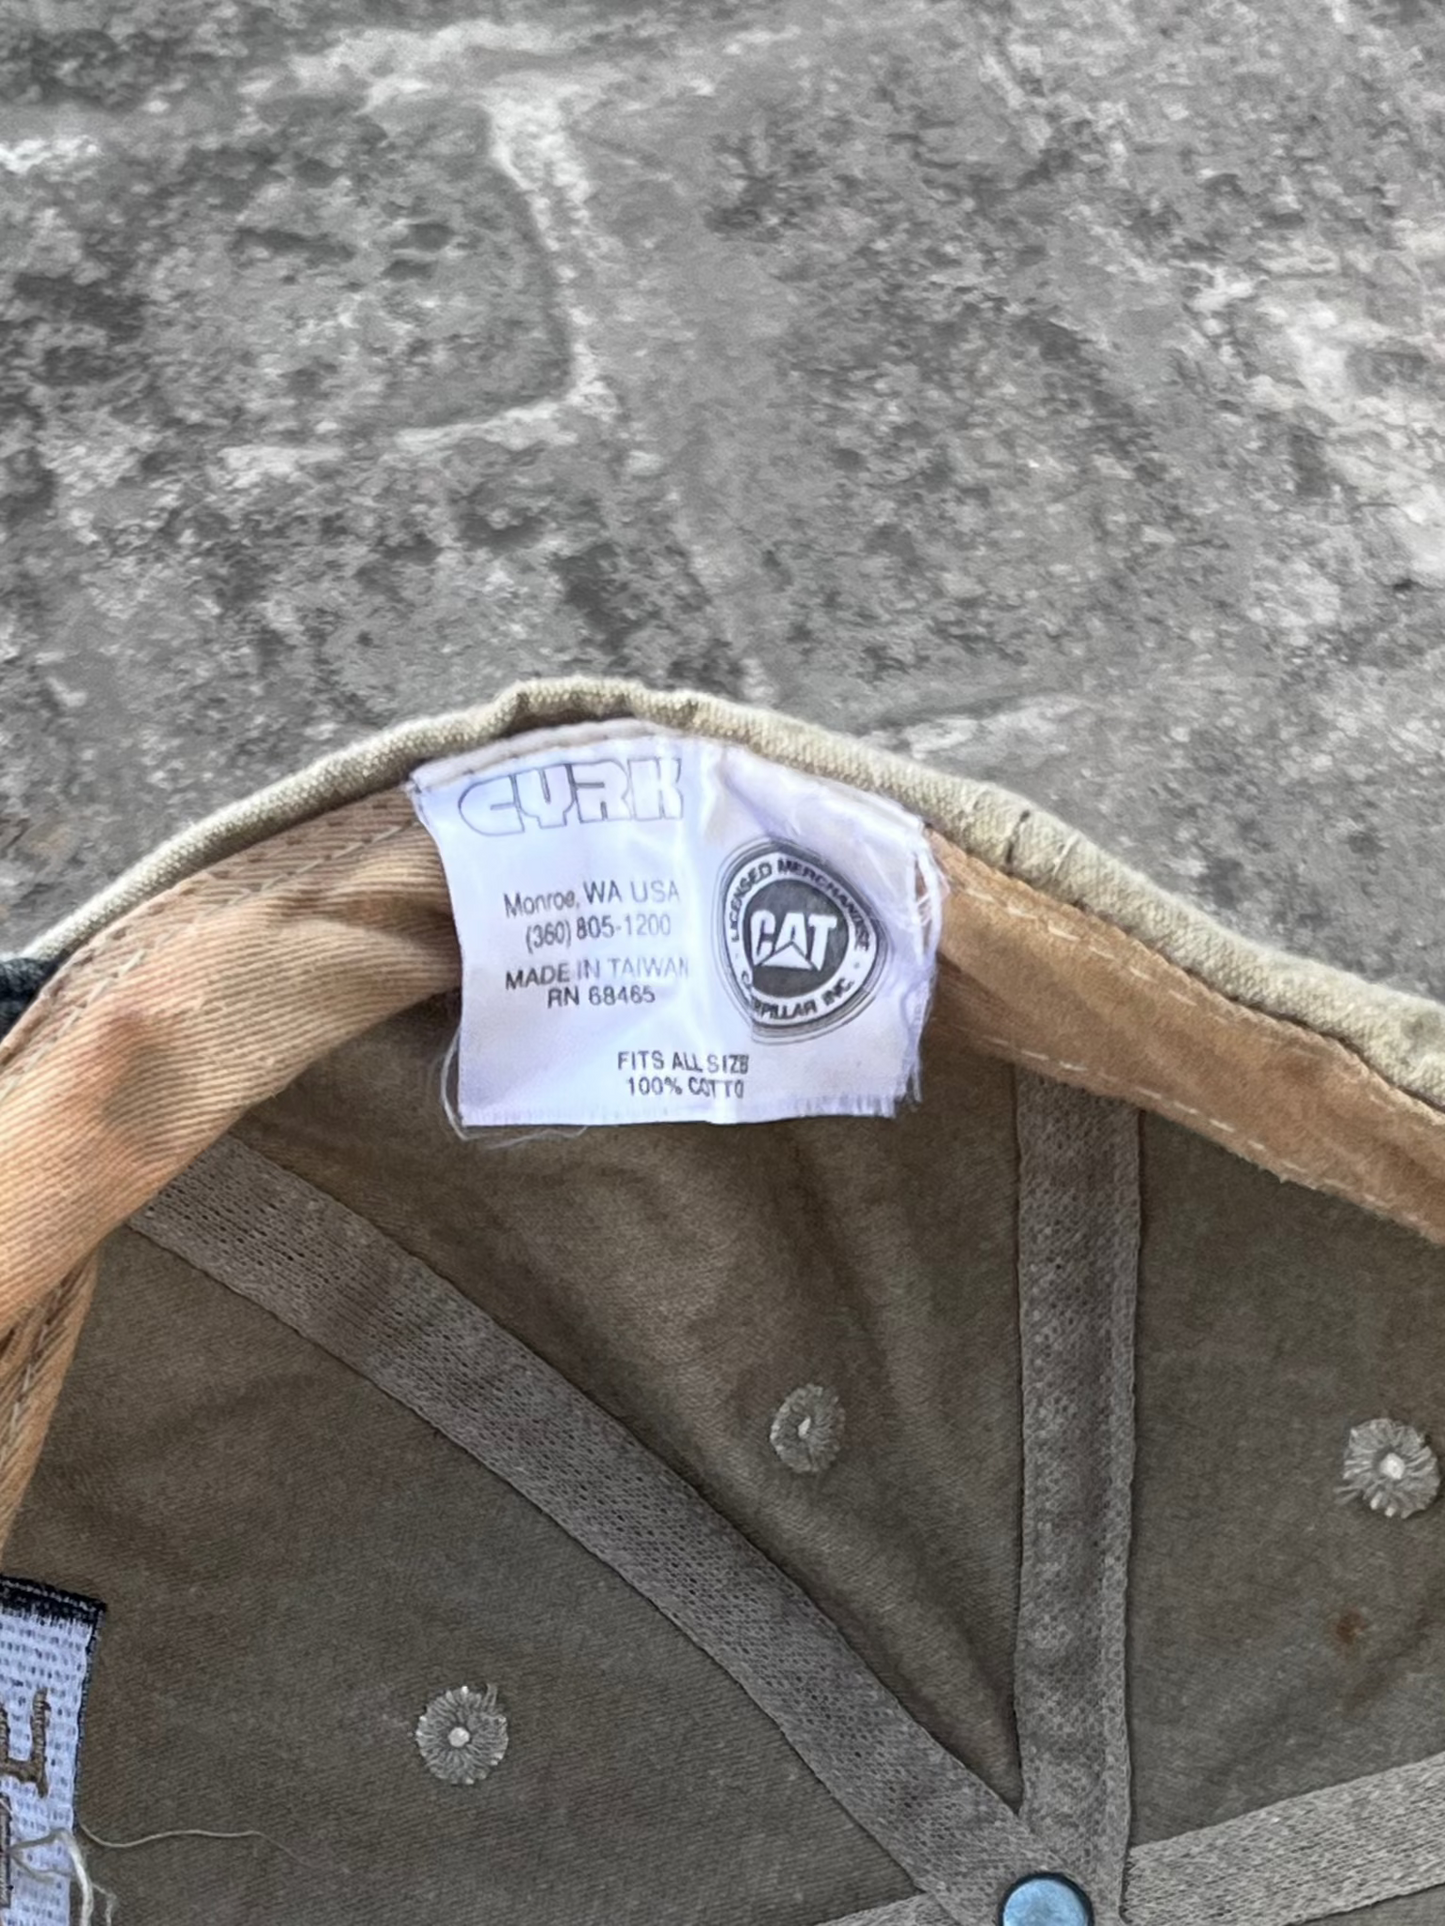 CYRK
Monroe, WA USA
(360) 805-1200
MADE IN TAIWAN
RN 68465
LICENSED MERCHANDISE
CAT
INC.
FITS ALL SIZE
100% COTTO